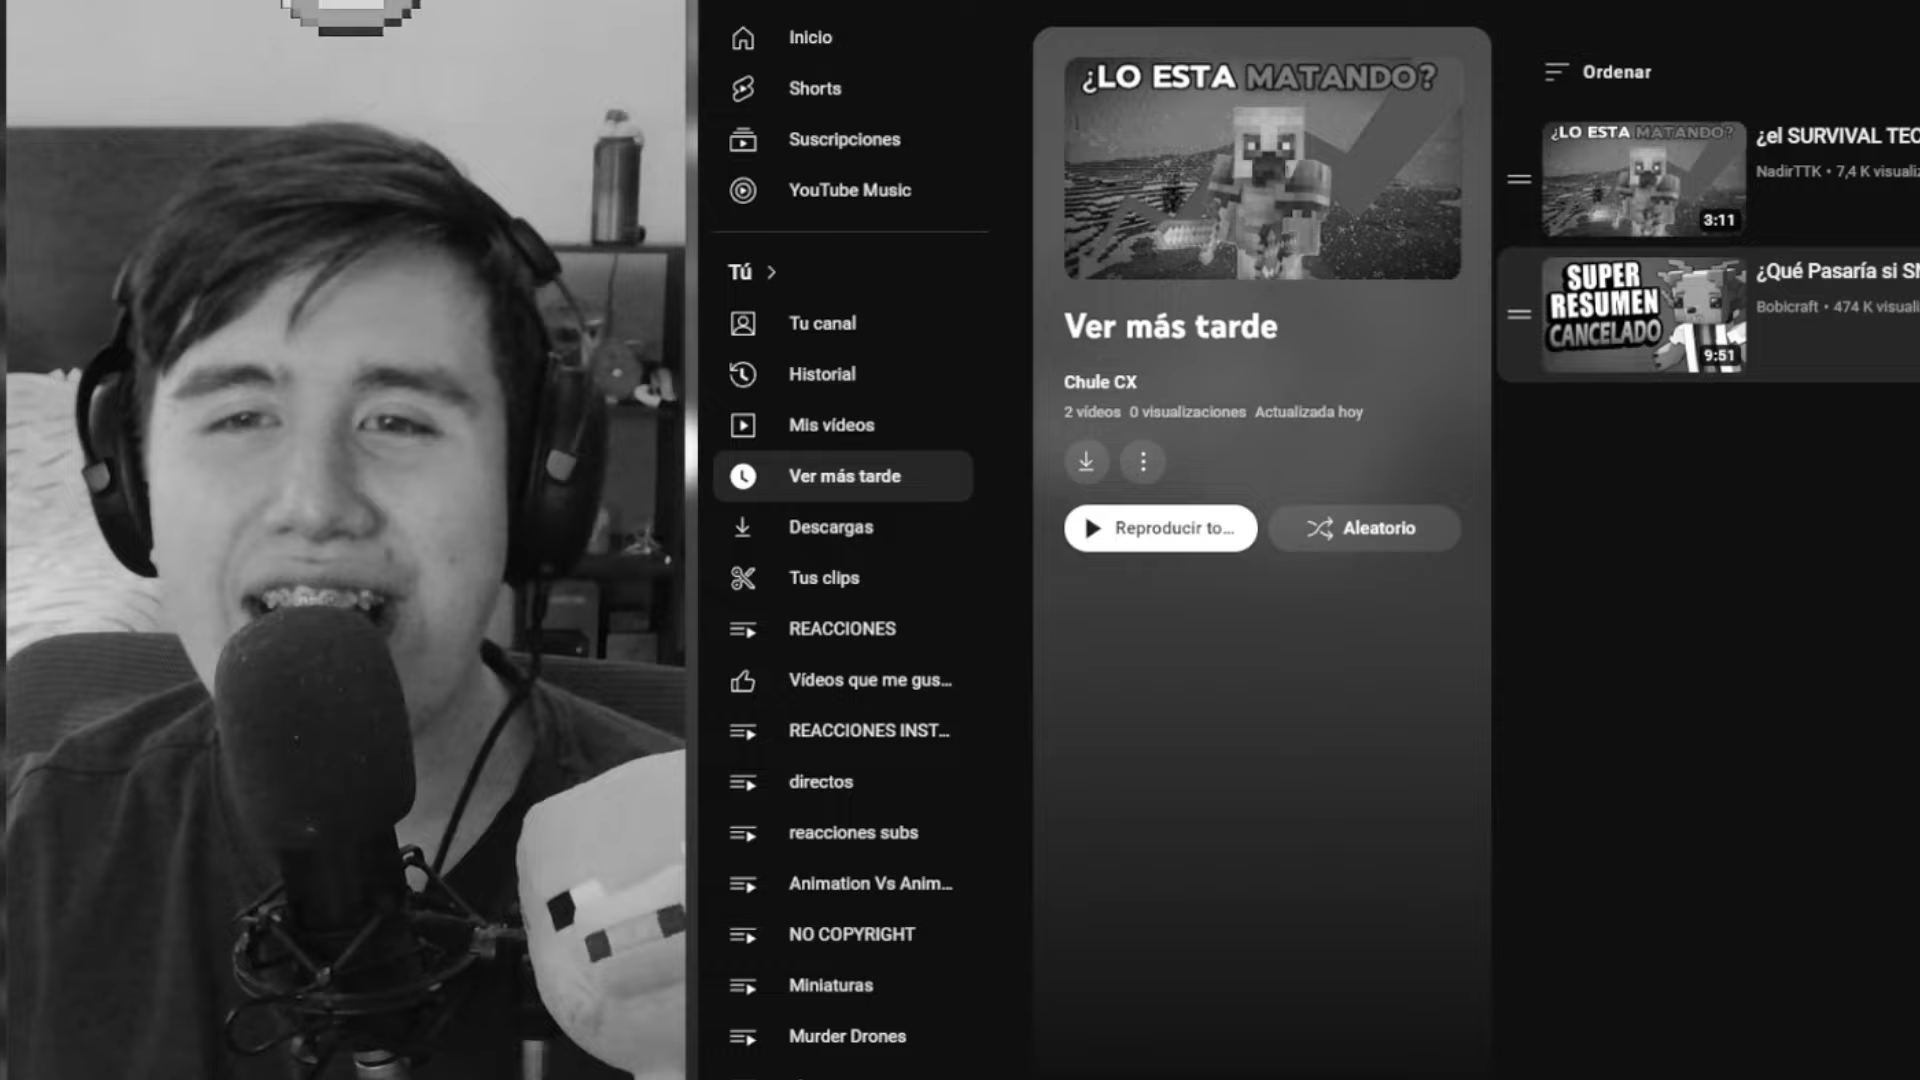 Inicio
Shorts
Suscripciones
YouTube Music
Tú
Tu canal
Historial
Mis vídeos
Ver más tarde
Descargas
Tus clips
REACCIONES
Vídeos que me gus...
REACCIONES INST...
directos
reacciones subs
Animation Vs Anim...
NO COPYRIGHT
Miniaturas
Murder Drones
¿LO ESTA MATANDO?
Ver más tarde
Chule CX
2 vídeos 0 visualizaciones Actualizada hoy
Reproducir to...
Aleatorio
Ordenar
¿LO ESTA MATANDO?
3:11
¿el SURVIVAL TEC
NadirTTK • 7,4 K visualiz
SUPER
RESUMEN
CANCELADO
9:51
¿Qué Pasaría si
Bobicraft • 474 K visuali